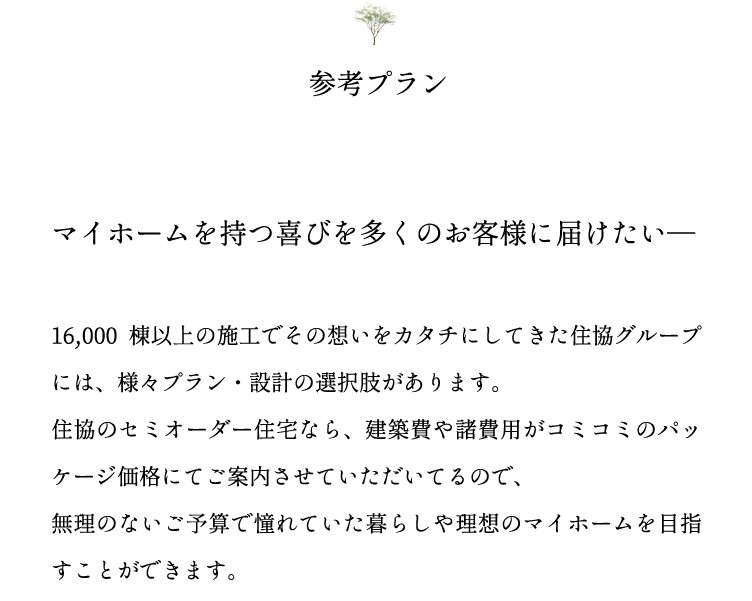 参考プラン
マイホームを持つ喜びを多くのお客様に届けたい―
16,000 棟以上の施工でその想いをカタチにしてきた住協グループ
には、様々プラン・設計の選択肢があります。
住協のセミオーダー住宅なら、建築費や諸費用がコミコミのパッ
ケージ価格にてご案内させていただいてるので、
無理のないご予算で憧れていた暮らしや理想のマイホームを目指
すことができます。